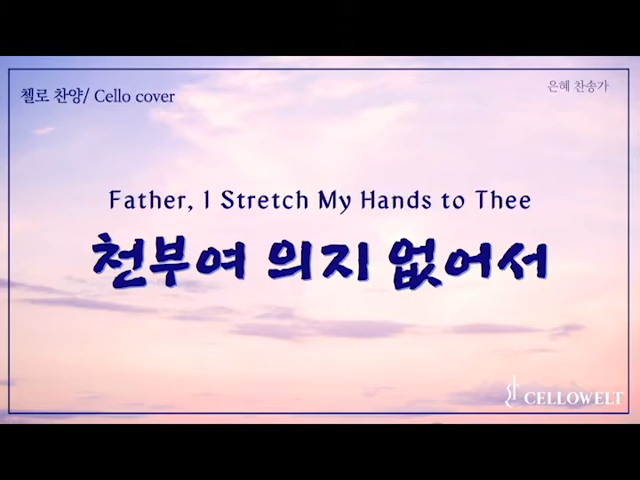 첼로 찬양/ Cello cover
은혜 찬송가
Father, I Stretch My Hands to Thee
천부여 의지 없어서
CELLOWELT